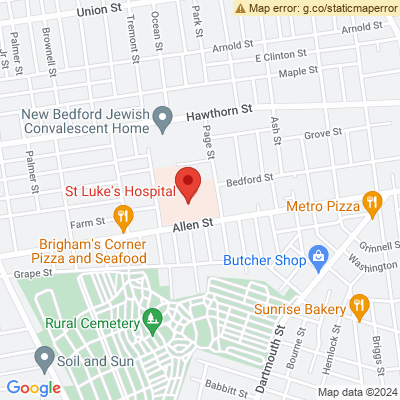 Union St
Map error: g.co/staticmaperror
Palmer St
Brownell St
Tremont St
Ocean St
Park St
Arnold St
Arnold St
E Clinton St
Maple St
Jr St
New Bedford Jewish
Convalescent Home
Hawthorn St
Page St
Ash St
Grove St
Palmer St
St Luke's Hospital
Bedford St
Metro Pizza
Farm St
Allen St
Brigham's Corner
Pizza and Seafood
Butcher Shop
Grinnell St
Washington
Grape St
Sunrise Bakery
Rural Cemetery
Dartmouth St
Soil and Sun
Bourne St
Hemlock St
Briggs St
Babbitt St
Google
Map data ©2024